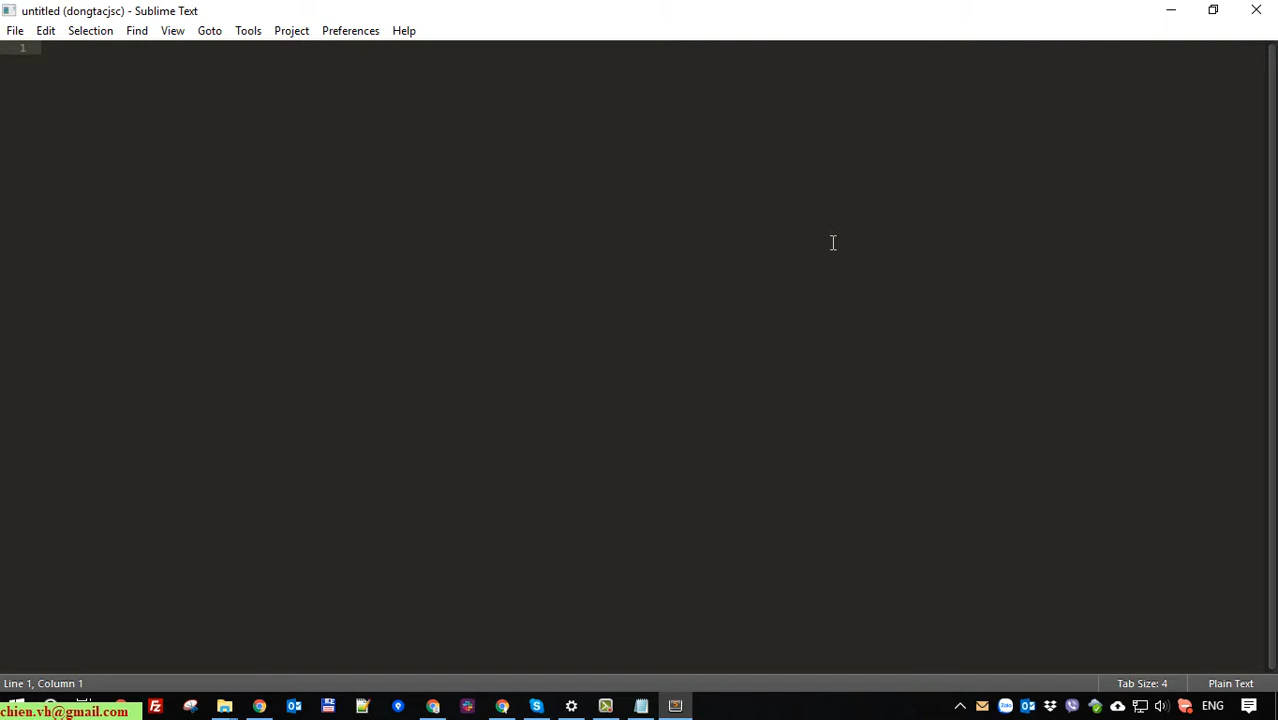 untitled (dongtacjsc) - Sublime Text
File Edit Selection Find View Goto Tools Project Preferences Help
1
Line 1, Column 1 Tab Size: 4 Plain Text
chien.vh@gmail.com
Zalo
ENG